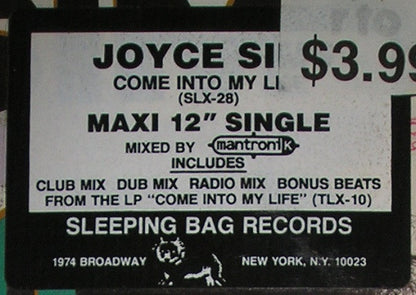 JOYCE SI
$3.99
COME INTO MY LI
(SLX-28)
MAXI 12" SINGLE
MIXED BY mantronik
INCLUDES
CLUB MIX DUB MIX RADIO MIX BONUS BEATS
FROM THE LP "COME INTO MY LIFE" (TLX-10)
SLEEPING BAG RECORDS
1974 BROADWAY NEW YORK, N.Y. 10023